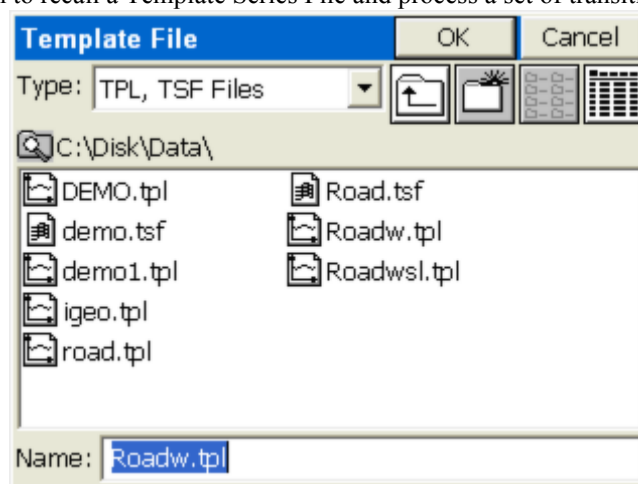 to recall a Template Series File and process a set of
Template File OK Cancel
Type: TPL, TSF Files
C:\Disk\Data\
DEMO.tpl Road.tsf
demo.tsf Roadw.tpl
demo1.tpl Roadwsl.tpl
igeo.tpl
road.tpl
Name: Roadw.tpl